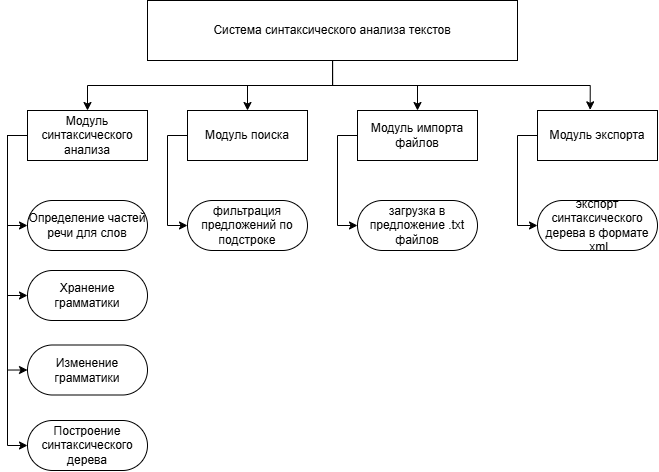 Система синтаксического анализа текстов
Модуль
синтаксического
анализа
Модуль поиска
Модуль импорта
файлов
Модуль экспорта
Определение частей
речи для слов
фильтрация
предложений по
подстроке
загрузка в
предложение .txt
файлов
экспорт
синтаксического
дерева в формате
xml
Хранение
грамматики
Изменение
грамматики
Построение
синтаксического
дерева